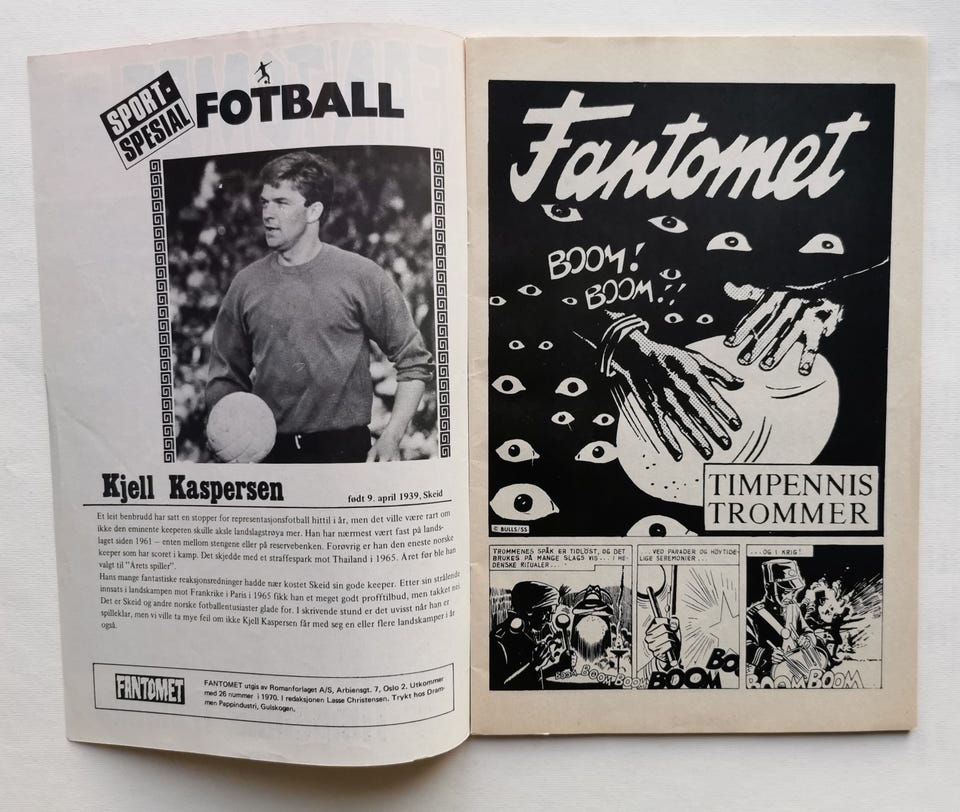 SPORT-
SPESIAL
FOTBALL
Kjell Kaspersen
født 9. april 1939, Skeid
Et leit benbrudd har satt en stopper for representasjonsfotball hittil i år, men det ville være rart om
ikke den eminente keeperen skulle aksle landslagstrøya mer. Han har nærmest vært fast på lands-
laget siden 1961 – enten mellom stengene eller på reservebenken. Forøvrig er han den eneste norske
keeper som har scoret i kamp. Det skjedde med et straffespark mot Thailand i 1965. Året før ble han
valgt til "Årets spiller".
Hans mange fantastiske reaksjonsredninger hadde nær kostet Skeid sin gode keeper. Etter sin strålende
innsats i landskampen mot Frankrike i Paris i 1965 fikk han et meget godt profftilbud, men takket nei.
Det er Skeid og andre norske fotballentusiaster glade for. I skrivende stund er det uvisst når han er
spilleklar, men vi ville ta mye feil om ikke Kjell Kaspersen får med seg en eller flere landskamper i år
også.
FANTOMET
FANTOMET utgis av Romanforlaget A/S, Arbiensgt. 7, Oslo 2. Utkommer
med 26 nummer i 1970. I redaksjonen Lasse Christensen. Trykt hos Dram-
men Pappindustri, Gulskogen.
Fantomet
BOOM!
BOOM!!
TIMPENNIS
TROMMER
© BULLS/SS
TROMMENES SPÅK ER TIDLØST, OG DET
BRUKES PÅ MANGE SLAGS VIS... I HE-
DENSKE RITUALER...
...VED PARADER OG HØYTIDE-
LIGE SEREMONIER...
...OG I KRIG!
BOOM BOOM BOOM
BOOM
BO
BOOM
BOOM